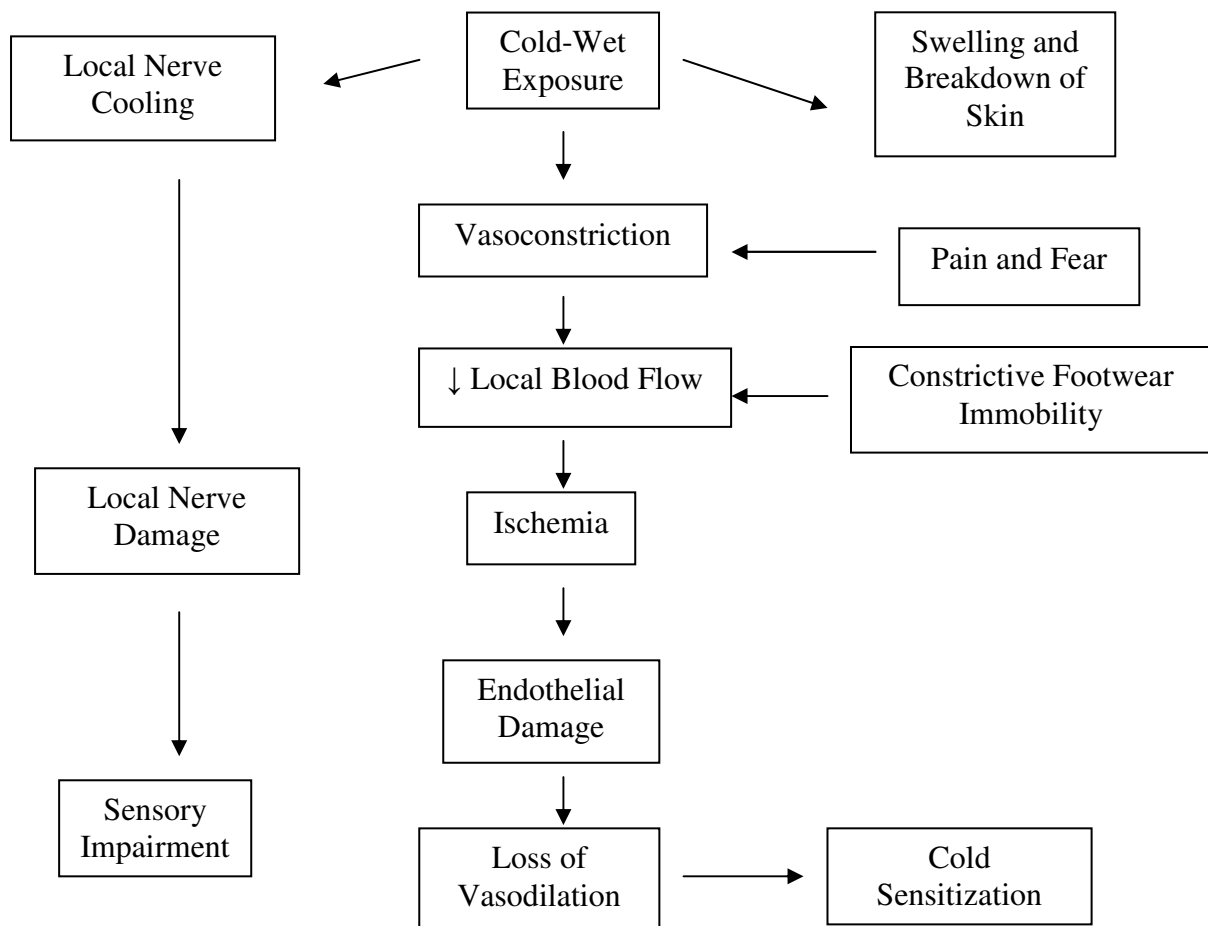 Cold-Wet
Exposure
Local Nerve
Cooling
Swelling and
Breakdown of
Skin
Vasoconstriction
Pain and Fear
↓ Local Blood Flow
Constrictive Footwear
Immobility
Local Nerve
Damage
Ischemia
Endothelial
Damage
Sensory
Impairment
Loss of
Vasodilation
Cold
Sensitization